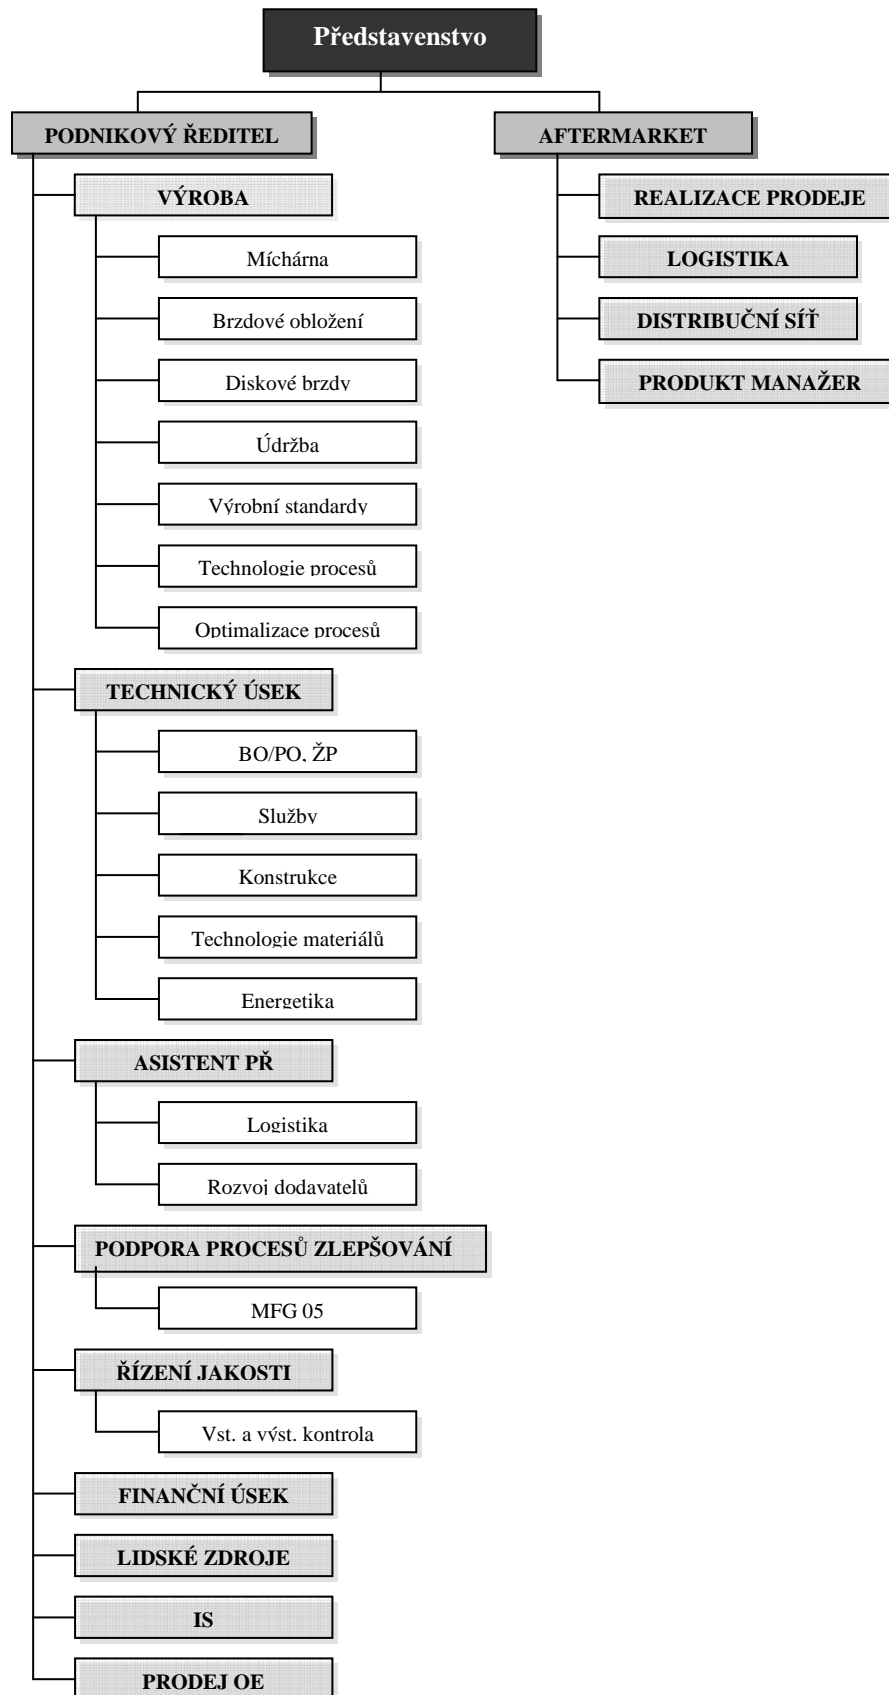 Představenstvo
PODNIKOVÝ ŘEDITEL
VÝROBA
Míchárna
Brzdové obložení
Diskové brzdy
Údržba
Výrobní standardy
Technologie procesů
Optimalizace procesů
TECHNICKÝ ÚSEK
BO/PO, ŽP
Služby
Konstrukce
Technologie materiálů
Energetika
ASISTENT PŘ
Logistika
Rozvoj dodavatelů
PODPORA PROCESŮ ZLEPŠOVÁNÍ
MFG 05
ŘÍZENÍ JAKOSTI
Vst. a výst. kontrola
FINANČNÍ ÚSEK
LIDSKÉ ZDROJE
IS
PRODEJ OE
AFTERMARKET
REALIZACE PRODEJE
LOGISTIKA
DISTRIBUČNÍ SÍŤ
PRODUKT MANAŽER